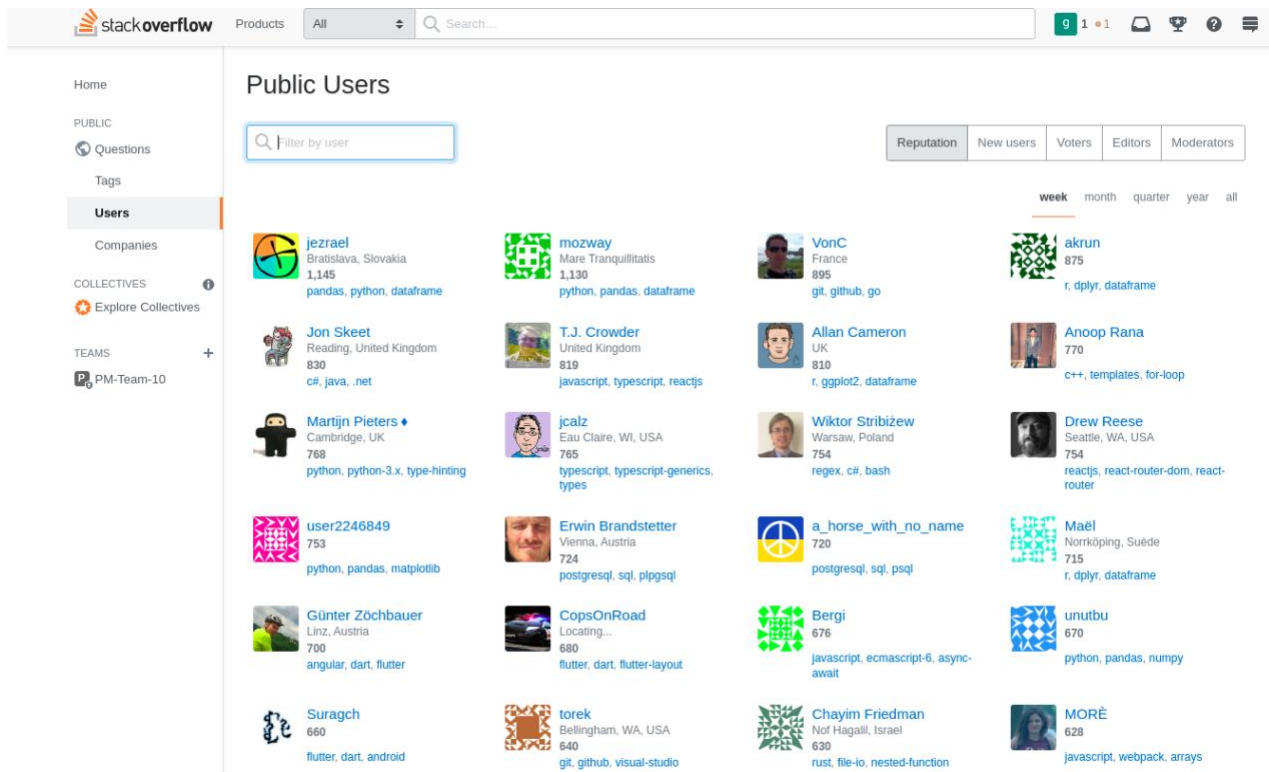 stackoverflow Products All Search... g 1 1
Home
PUBLIC
Questions
Tags
Users
Companies
COLLECTIVES
Explore Collectives
TEAMS +
PM-Team-10
Public Users
Filter by user
Reputation New users Voters Editors Moderators
week month quarter year all
jezrael
Bratislava, Slovakia
1,145
pandas, python, dataframe
mozway
Mare Tranquillitatis
1,130
python, pandas, dataframe
VonC
France
895
git, github, go
akrun
875
r, dplyr, dataframe
Jon Skeet
Reading, United Kingdom
830
c#, java, .net
T.J. Crowder
United Kingdom
819
javascript, typescript, reactjs
Allan Cameron
UK
810
r, ggplot2, dataframe
Anoop Rana
770
c++, templates, for-loop
Martijn Pieters ♦
Cambridge, UK
768
python, python-3.x, type-hinting
jcalz
Eau Claire, WI, USA
765
typescript, typescript-generics,
types
Wiktor Stribiżew
Warsaw, Poland
754
regex, c#, bash
Drew Reese
Seattle, WA, USA
754
reactjs, react-router-dom, react-
router
user2246849
753
python, pandas, matplotlib
Erwin Brandstetter
Vienna, Austria
724
postgresql, sql, plpgsql
a_horse_with_no_name
720
postgresql, sql, psql
Maël
Norrköping, Suède
715
r, dplyr, dataframe
Günter Zöchbauer
Linz, Austria
700
angular, dart, flutter
CopsOnRoad
Locating...
680
flutter, dart, flutter-layout
Bergi
676
javascript, ecmascript-6, async-
await
unutbu
670
python, pandas, numpy
Suragch
660
flutter, dart, android
torek
Bellingham, WA, USA
640
git, github, visual-studio
Chayim Friedman
Nof Hagalil, Israel
630
rust, file-io, nested-function
MORÈ
628
javascript, webpack, arrays